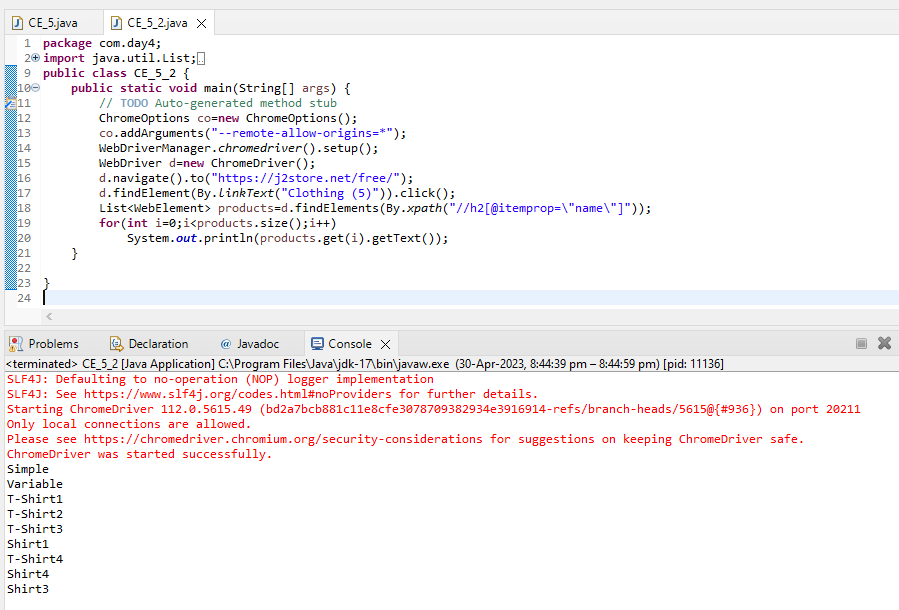 CE_5.java CE_5_2.java
1 package com.day4;
2 import java.util.List;
9 public class CE_5_2 {
10 public static void main(String[] args) {
11 // TODO Auto-generated method stub
12 ChromeOptions co=new ChromeOptions();
13 co.addArguments("--remote-allow-origins=*");
14 WebDriverManager.chromedriver().setup();
15 WebDriver d=new ChromeDriver();
16 d.navigate().to("https://j2store.net/free/");
17 d.findElement(By.linkText("Clothing (5)")).click();
18 List<WebElement> products=d.findElements(By.xpath("//h2[@itemprop=\"name\"]"));
19 for(int i=0;i<products.size();i++)
20 System.out.println(products.get(i).getText());
21 }
22
23 }
24
Problems Declaration @ Javadoc Console
<terminated> CE_5_2 [Java Application] C:\Program Files\Java\jdk-17\bin\javaw.exe (30-Apr-2023, 8:44:39 pm – 8:44:59 pm) [pid: 11136]
SLF4J: Defaulting to no-operation (NOP) logger implementation
SLF4J: See https://www.slf4j.org/codes.html#noProviders for further details.
Starting ChromeDriver 112.0.5615.49 (bd2a7bcb881c11e8cfe3078709382934e3916914-refs/branch-heads/5615@{#936}) on port 20211
Only local connections are allowed.
Please see https://chromedriver.chromium.org/security-considerations for suggestions on keeping ChromeDriver safe.
ChromeDriver was started successfully.
Simple
Variable
T-Shirt1
T-Shirt2
T-Shirt3
Shirt1
T-Shirt4
Shirt4
Shirt3